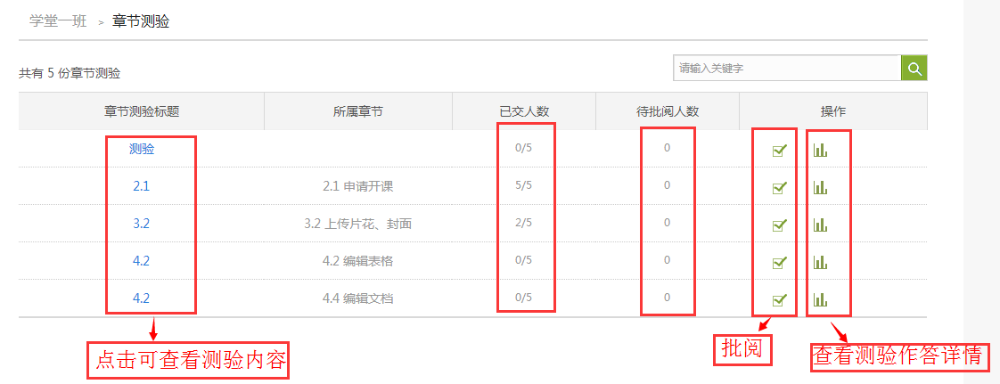 学堂一班 > 章节测验
共有 5 份章节测验
请输入关键字
章节测验标题 所属章节 已交人数 待批阅人数 操作
测验 0/5 0
2.1 2.1 申请开课 5/5 0
3.2 3.2 上传片花、封面 2/5 0
4.2 4.2 编辑表格 0/5 0
4.2 4.4 编辑文档 0/5 0
点击可查看测验内容 批阅 查看测验作答详情